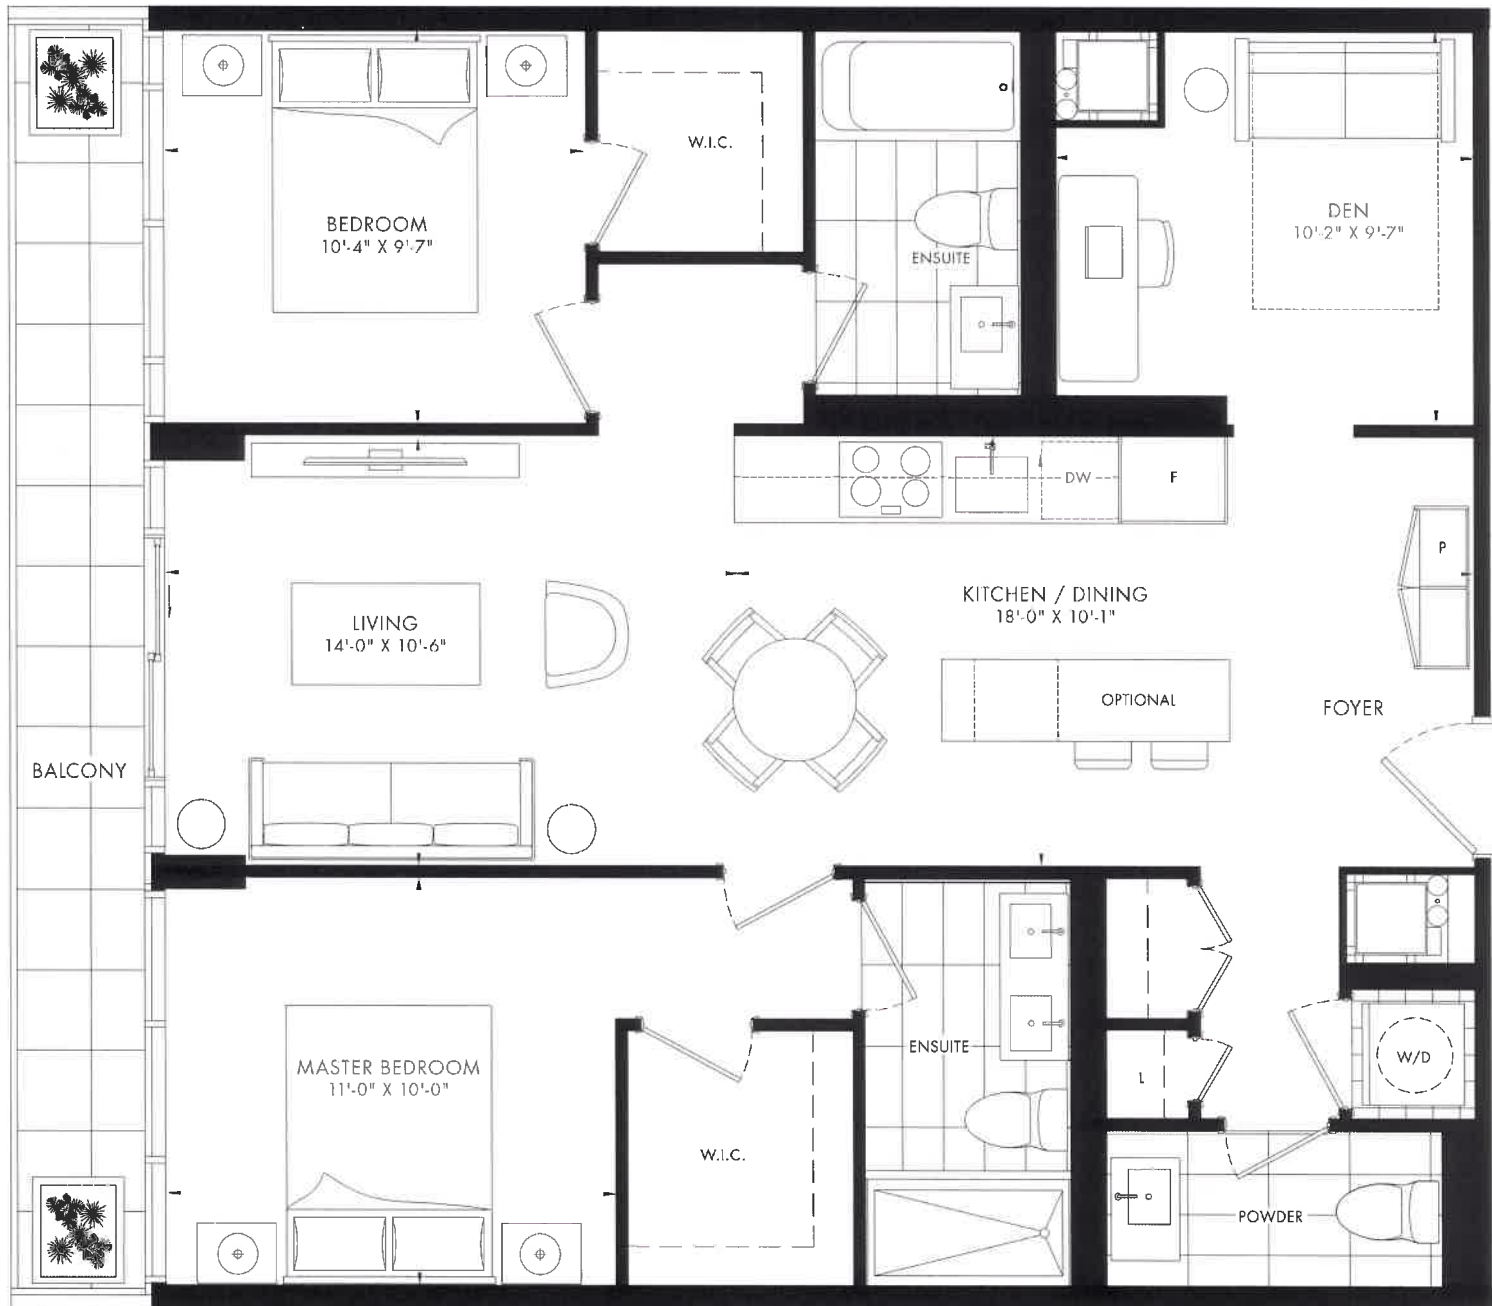 W.I.C.
BEDROOM
10'-4" X 9'-7"
ENSUITE
DEN
10'-2" X 9'-7"
DW
F
P
KITCHEN / DINING
18'-0" X 10'-1"
LIVING
14'-0" X 10'-6"
OPTIONAL
FOYER
BALCONY
MASTER BEDROOM
11'-0" X 10'-0"
ENSUITE
L
W/D
W.I.C.
POWDER